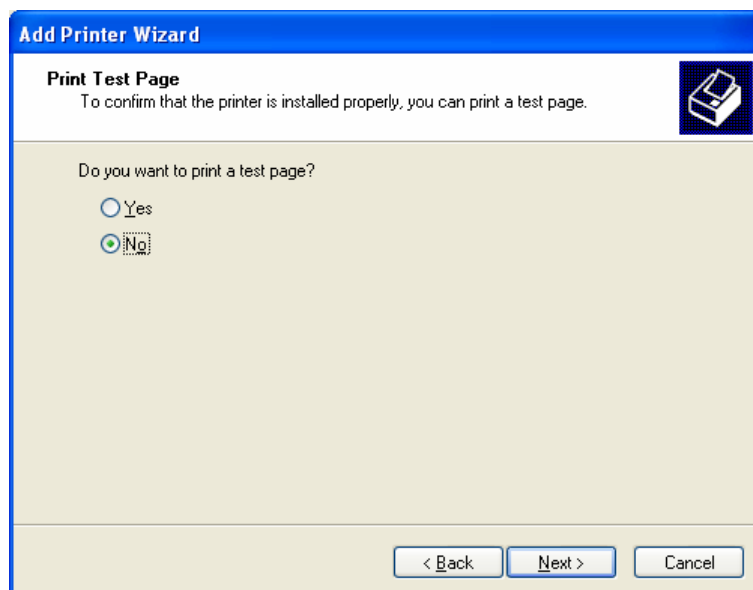 Add Printer Wizard
Print Test Page
To confirm that the printer is installed properly, you can print a test page.
Do you want to print a test page?
Yes
No
< Back
Next >
Cancel